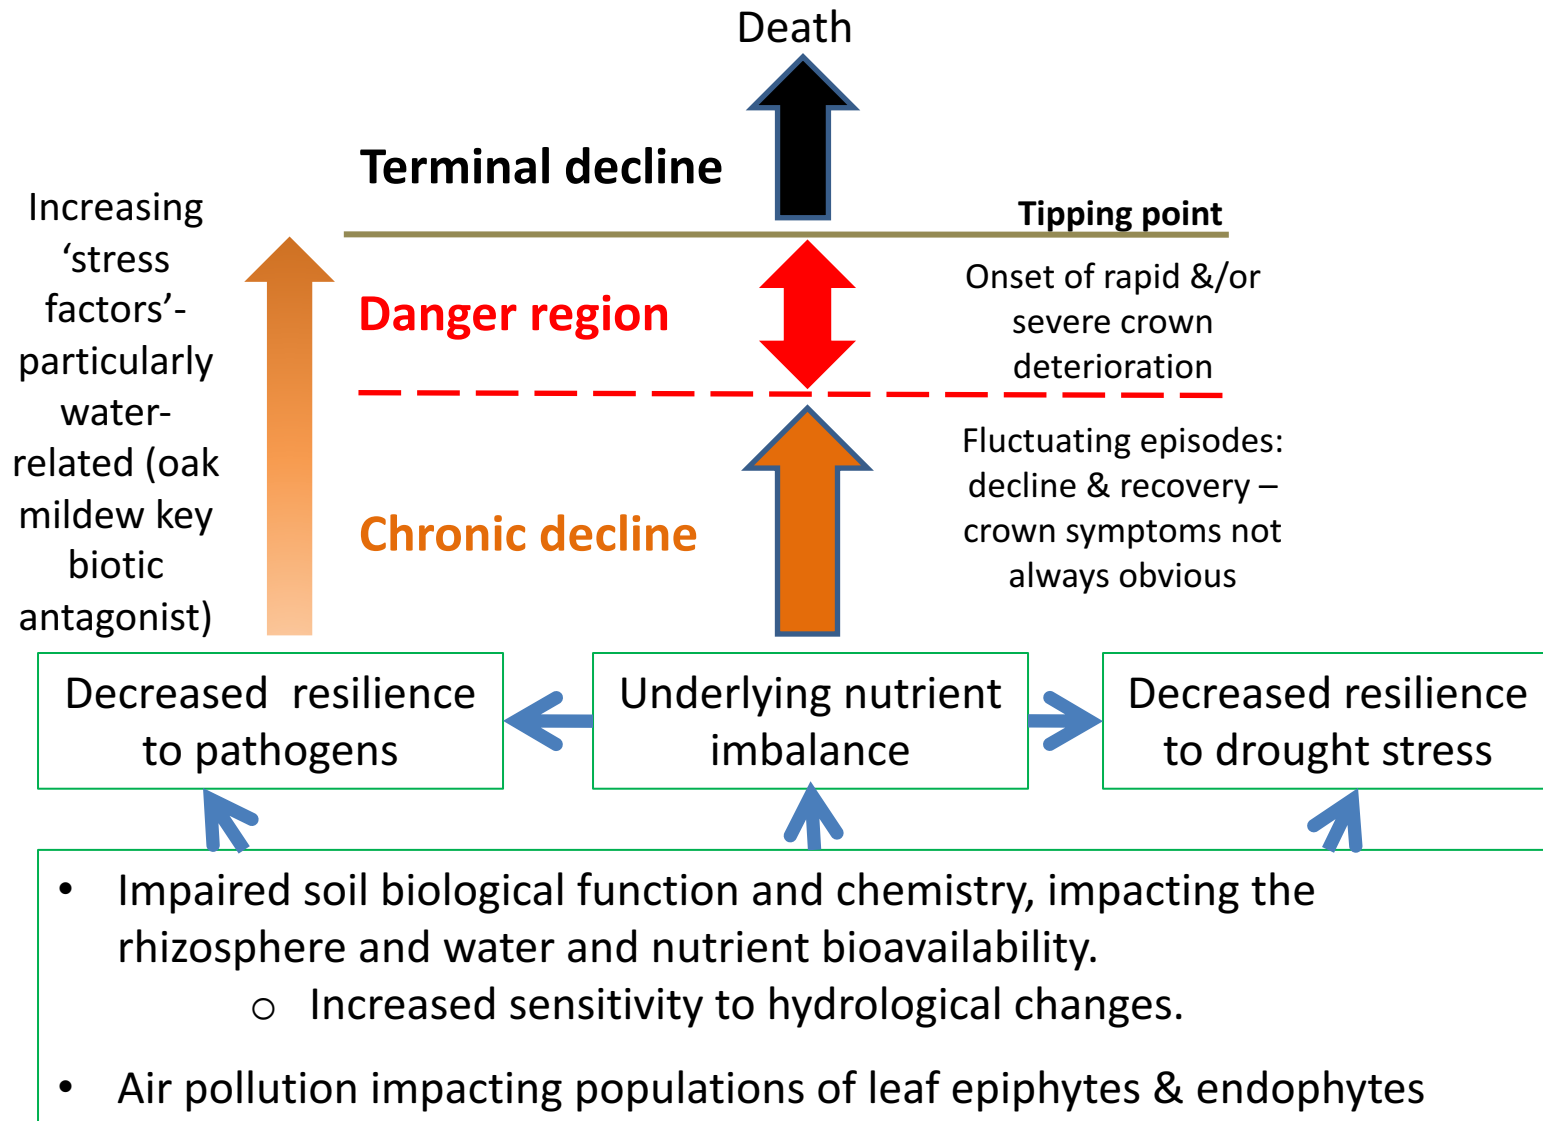 Death
Terminal decline
Tipping point
Increasing
‘stress
factors’-
particularly
water-
related (oak
mildew key
biotic
antagonist)
Danger region
Onset of rapid &/or
severe crown
deterioration
Chronic decline
Fluctuating episodes:
decline & recovery –
crown symptoms not
always obvious
Decreased resilience
to pathogens
Underlying nutrient
imbalance
Decreased resilience
to drought stress
• Impaired soil biological function and chemistry, impacting the
rhizosphere and water and nutrient bioavailability.
o Increased sensitivity to hydrological changes.
• Air pollution impacting populations of leaf epiphytes & endophytes